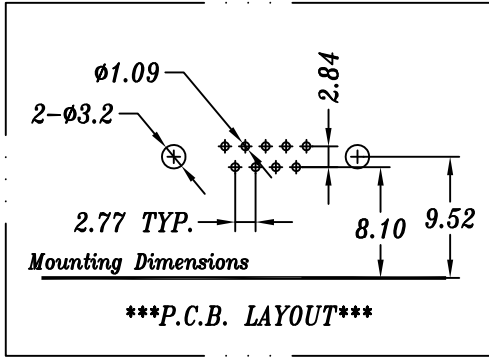 ø1.09
2.84
2-ø3.2
2.77 TYP.
8.10
9.52
Mounting Dimensions
***P.C.B. LAYOUT***